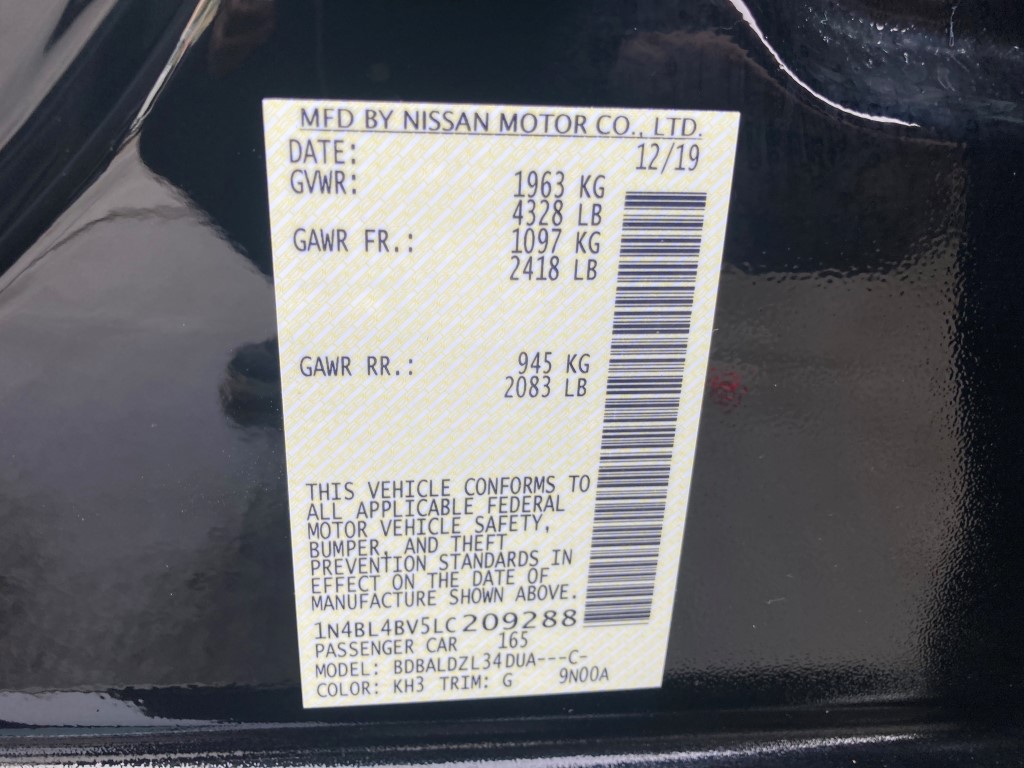 MFD BY NISSAN MOTOR CO., LTD.
DATE: 12/19
GVWR: 1963 KG
4328 LB
GAWR FR.: 1097 KG
2418 LB
GAWR RR.: 945 KG
2083 LB
THIS VEHICLE CONFORMS TO
ALL APPLICABLE FEDERAL
MOTOR VEHICLE SAFETY,
BUMPER, AND THEFT
PREVENTION STANDARDS IN
EFFECT ON THE DATE OF
MANUFACTURE SHOWN ABOVE.
1N4BL4BV5LC209288
PASSENGER CAR 165
MODEL: BDBALDZL34DUA---C-
COLOR: KH3 TRIM: G 9N00A